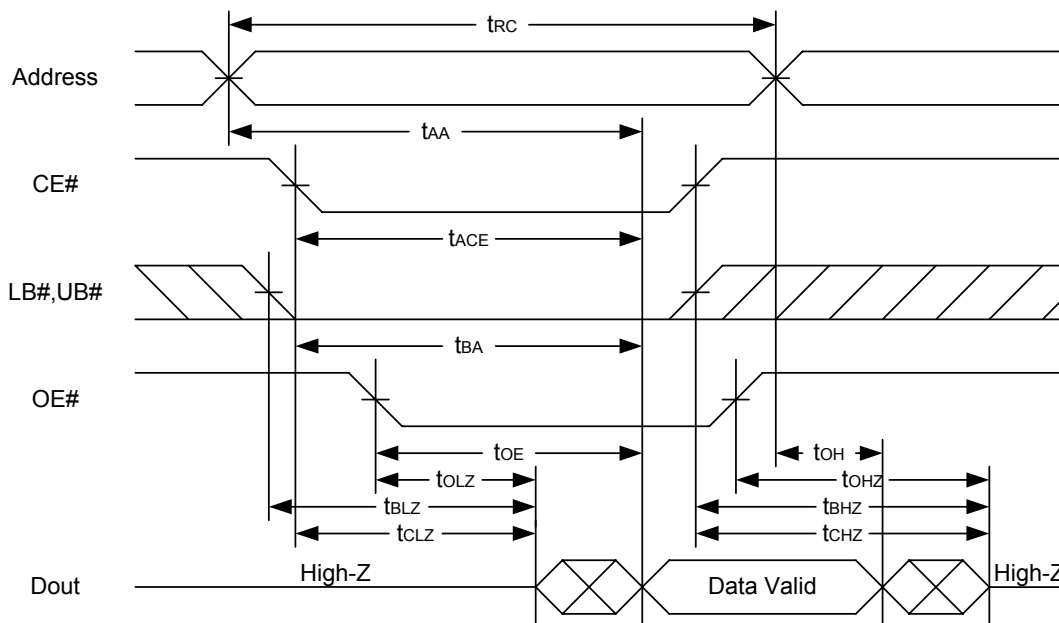 tRC
Address
tAA
CE#
tACE
LB#,UB#
tBA
OE#
tOE
tOH
tOLZ
tOHZ
tBLZ
tBHZ
tCLZ
tCHZ
High-Z
High-Z
Dout
Data Valid